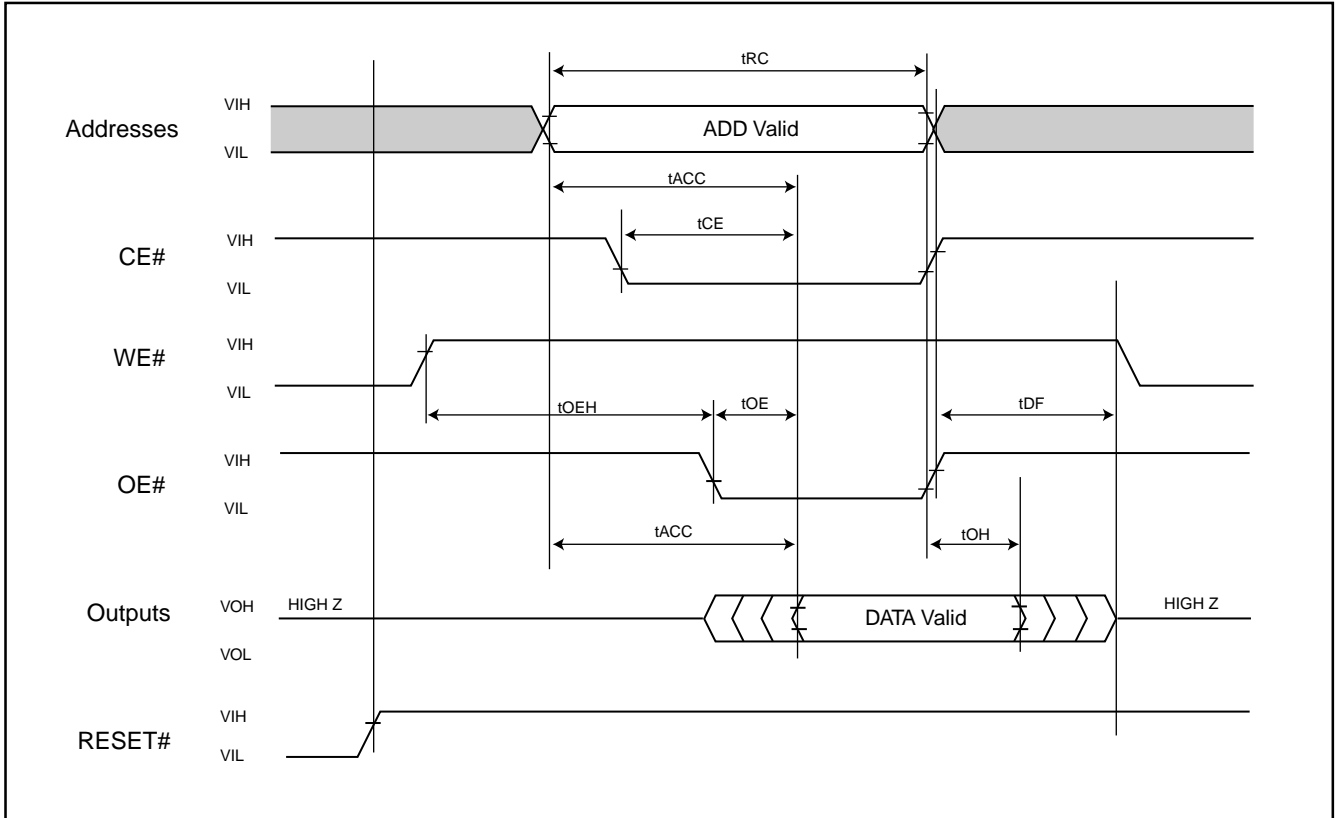 tRC
VIH
Addresses
ADD Valid
VIL
tACC
tCE
VIH
CE#
VIL
VIH
WE#
VIL
tOEH
tOE
tDF
VIH
OE#
VIL
tACC
tOH
VOH
HIGH Z
HIGH Z
Outputs
DATA Valid
VOL
VIH
RESET#
VIL